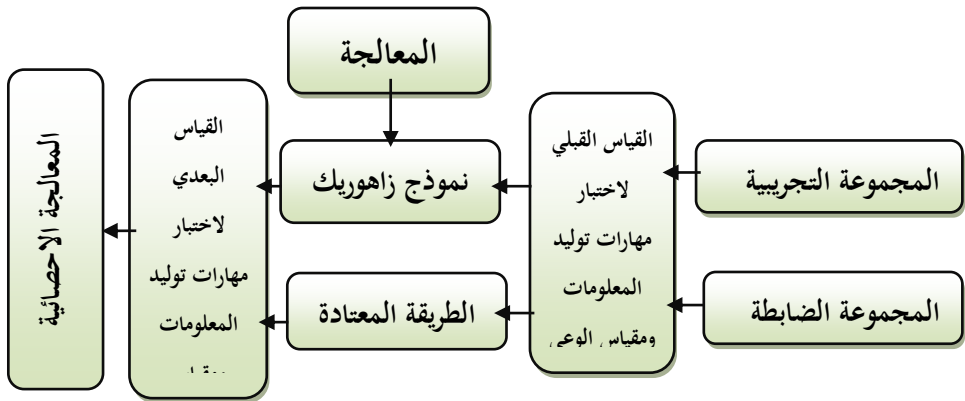 المعالجة
المجموعة التجريبية
المجموعة الضابطة
القياس القبلي
لاختبار
مهارات توليد
المعلومات
ومقياس الوعي
نموذج زاهوريك
الطريقة المعتادة
القياس
البعدي
لاختبار
مهارات توليد
المعلومات
المعالجة الاحصائية